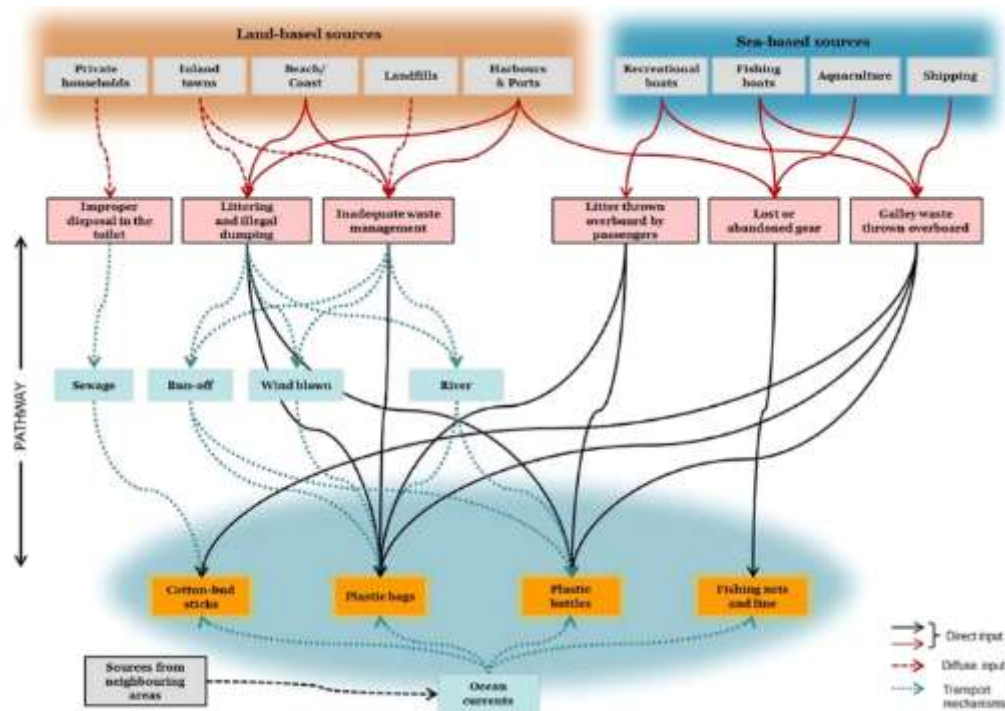 Land-based sources
Sea-based sources
Private
households
Inland
towns
Beach/
Coast
Landfills
Harbours
& Ports
Recreational
boats
Fishing
boats
Aquaculture
Shipping
Improper
disposal in the
toilet
Littering
and illegal
dumping
Inadequate waste
management
Litter thrown
overboard by
passengers
Lost or
abandoned gear
Galley waste
thrown overboard
PATHWAY
Sewage
Run-off
Wind blown
River
Cotton-bud
sticks
Plastic bags
Plastic
bottles
Fishing nets
and line
Sources from
neighbouring
areas
Ocean
currents
Direct input
Diffuse input
Transport
mechanisms